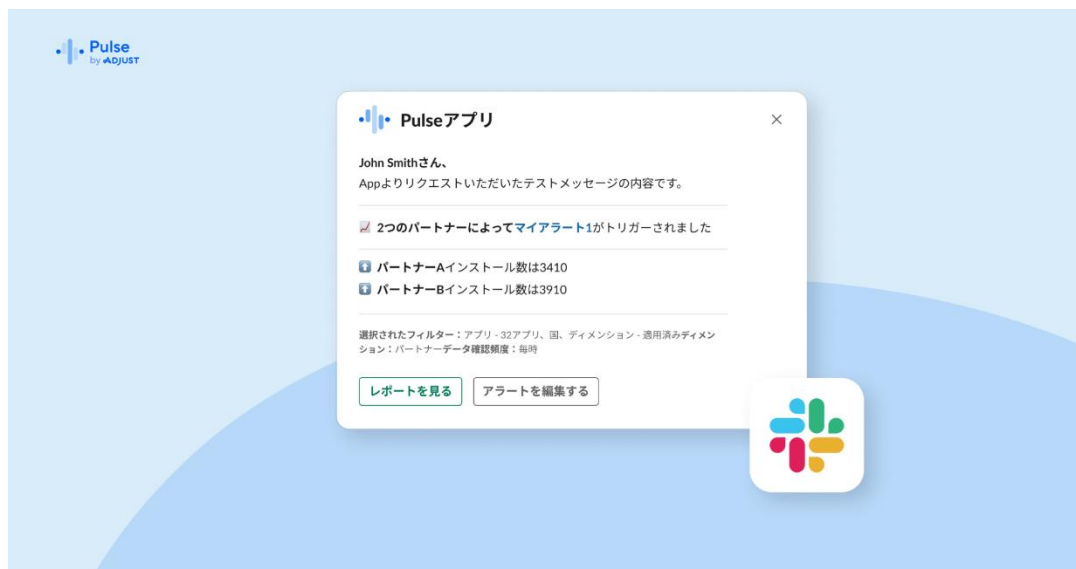 Pulse
by ADJUST
Pulseアプリ
John Smithさん、
Appよりリクエストいただいたテストメッセージの内容です。
2つのパートナーによってマイアラート1がトリガーされました
パートナーAインストール数は3410
パートナーBインストール数は3910
選択されたフィルター：アプリ - 32アプリ、国、ディメンション - 適用済みディメン
ション：パートナーデータ確認頻度：毎時
レポートを見る
アラートを編集する